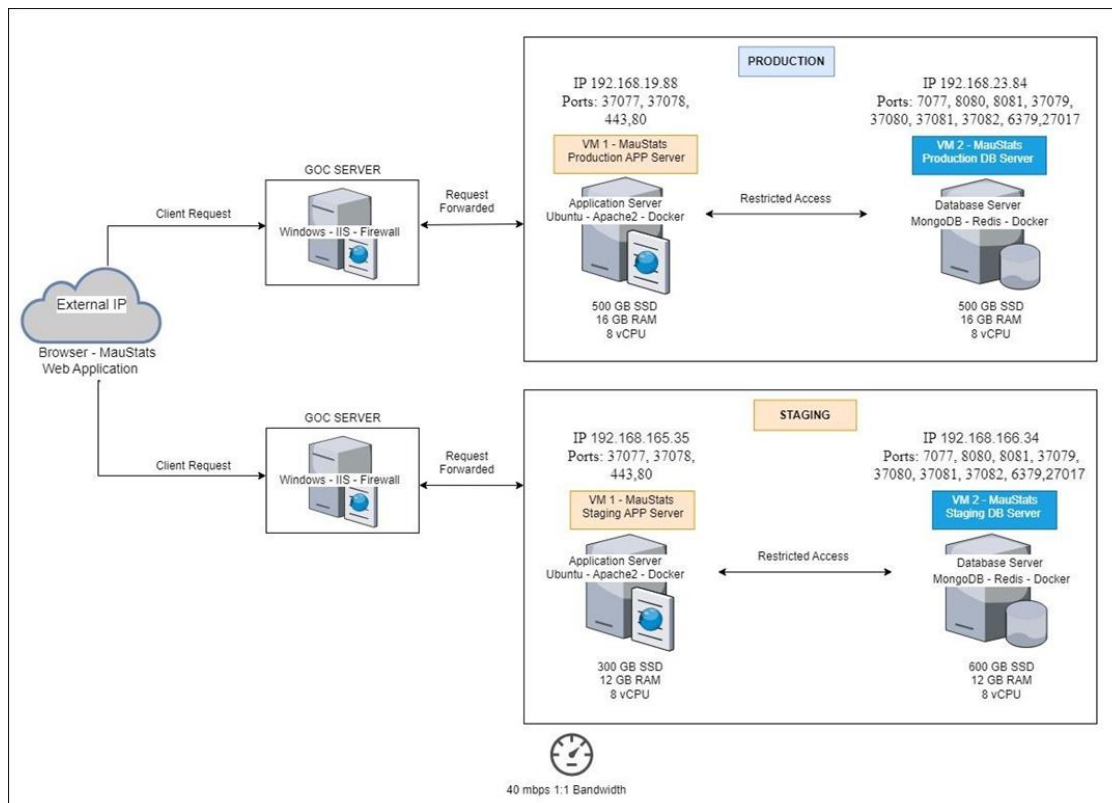 PRODUCTION
IP 192.168.19.88
Ports: 37077, 37078,
443,80
VM 1 - MauStats
Production APP Server
Application Server
Ubuntu - Apache2 - Docker
500 GB SSD
16 GB RAM
8 vCPU
Restricted Access
IP 192.168.23.84
Ports: 7077, 8080, 8081, 37079,
37080, 37081, 37082, 6379,27017
VM 2 - MauStats
Production DB Server
Database Server
MongoDB - Redis - Docker
500 GB SSD
16 GB RAM
8 vCPU
GOC SERVER
Windows - IIS - Firewall
Client Request
Request
Forwarded
External IP
Browser - MauStats
Web Application
GOC SERVER
Windows - IIS - Firewall
Client Request
Request
Forwarded
STAGING
IP 192.168.165.35
Ports: 37077, 37078,
443,80
VM 1 - MauStats
Staging APP Server
Application Server
Ubuntu - Apache2 - Docker
300 GB SSD
12 GB RAM
8 vCPU
Restricted Access
IP 192.168.166.34
Ports: 7077, 8080, 8081, 37079,
37080, 37081, 37082, 6379,27017
VM 2 - MauStats
Staging DB Server
Database Server
MongoDB - Redis - Docker
600 GB SSD
12 GB RAM
8 vCPU
40 mbps 1:1 Bandwidth